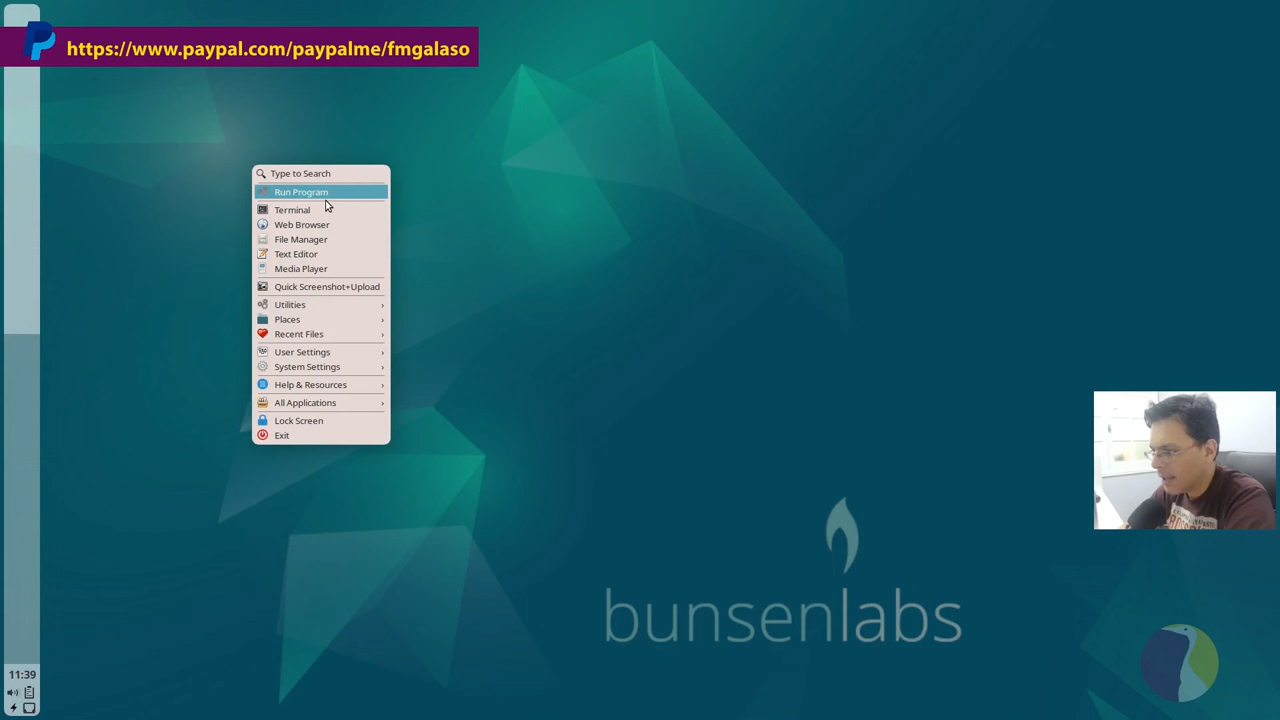 https://www.paypal.com/paypalme/fmgalaso
Type to Search
Run Program
Terminal
Web Browser
File Manager
Text Editor
Media Player
Quick Screenshot+Upload
Utilities
Places
Recent Files
User Settings
System Settings
Help & Resources
All Applications
Lock Screen
Exit
bunsenlabs
11:39